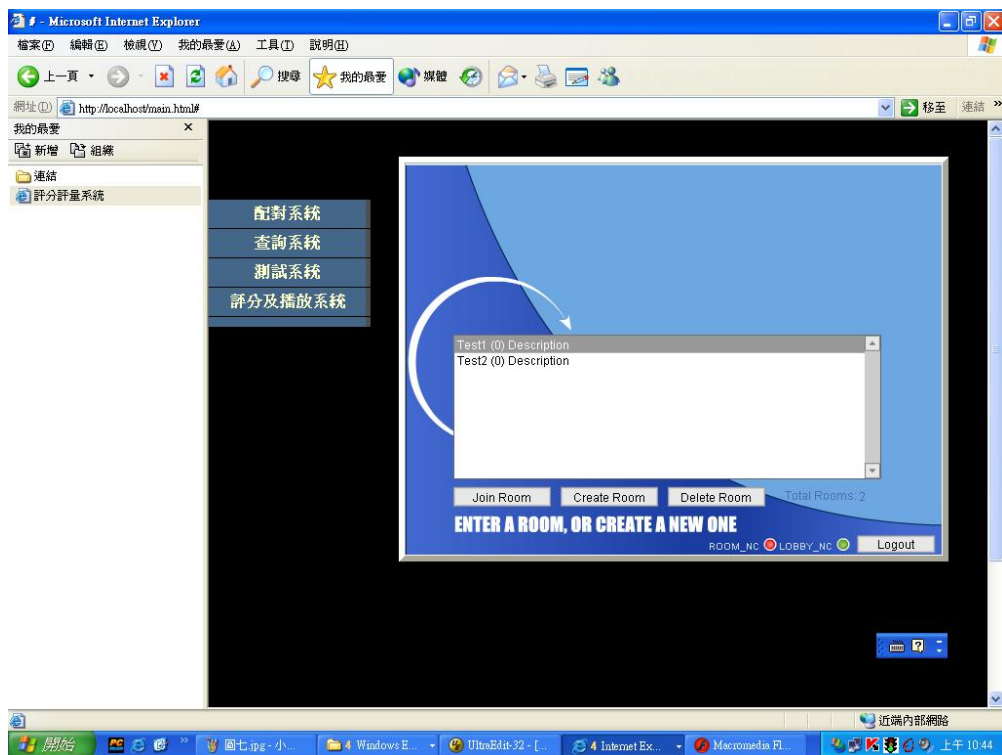 # - Microsoft Internet Explorer
檔案(F) 編輯(E) 檢視(V) 我的最愛(A) 工具(T) 說明(H)
上一頁 搜尋 我的最愛 媒體
網址(D) http://localhost/main.html# 移至 連結 »
我的最愛 ×
新增 組織
連結
評分評量系統
配對系統
查詢系統
測試系統
評分及播放系統
Test1 (0) Description
Test2 (0) Description
Join Room Create Room Delete Room Total Rooms: 2
ENTER A ROOM, OR CREATE A NEW ONE
ROOM_NC LOBBY_NC Logout
近端內部網路
開始 » 圖七.jpg - 小... 4 Windows E... UltraEdit-32 - [... 4 Internet Ex... Macromedia Fl... 上午 10:44